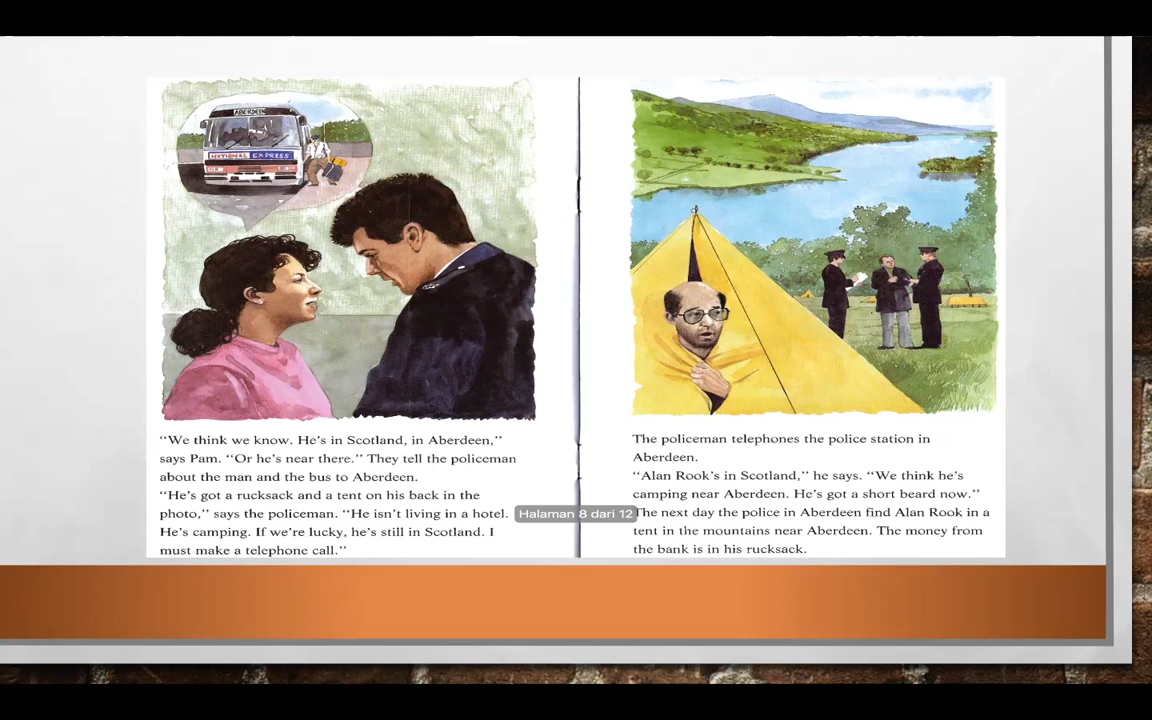 ABERDEEN
NATIONAL EXPRESS
“We think we know. He’s in Scotland, in Aberdeen,”
says Pam. “Or he’s near there.” They tell the policeman
about the man and the bus to Aberdeen.
“He’s got a rucksack and a tent on his back in the
photo,” says the policeman. “He isn’t living in a hotel.
He’s camping. If we’re lucky, he’s still in Scotland. I
must make a telephone call.”
The policeman telephones the police station in
Aberdeen.
“Alan Rook’s in Scotland,” he says. “We think he’s
camping near Aberdeen. He’s got a short beard now.”
The next day the police in Aberdeen find Alan Rook in a
tent in the mountains near Aberdeen. The money from
the bank is in his rucksack.
Halaman 8 dari 12